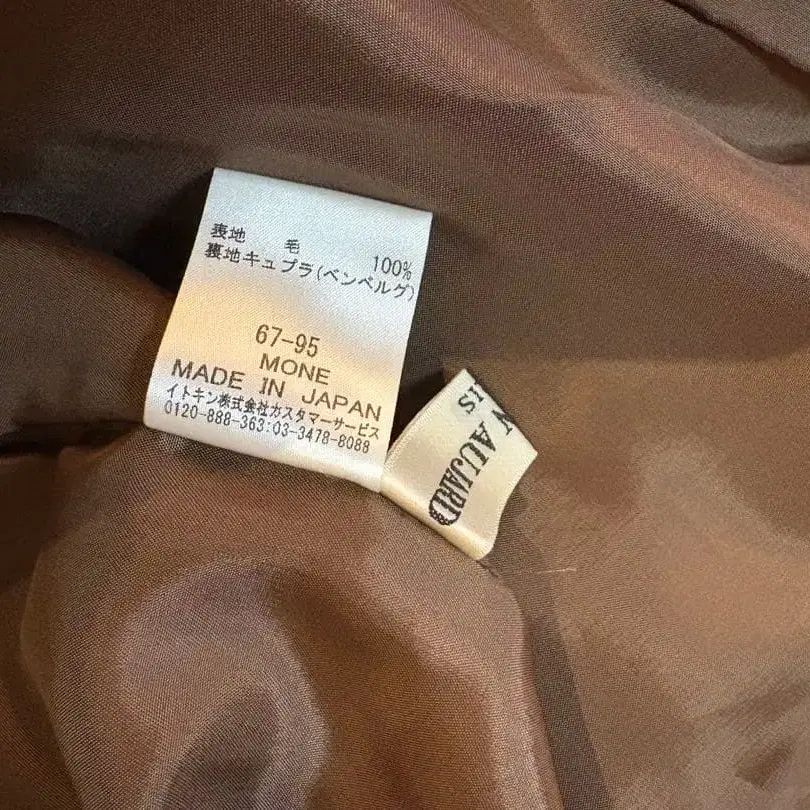 表地　毛　100%
裏地キュプラ(ベンベルグ)
67-95
MONE
MADE IN JAPAN
イトキン株式会社カスタマーサービス
0120-888-363:03-3478-8088
AUJARD
IS